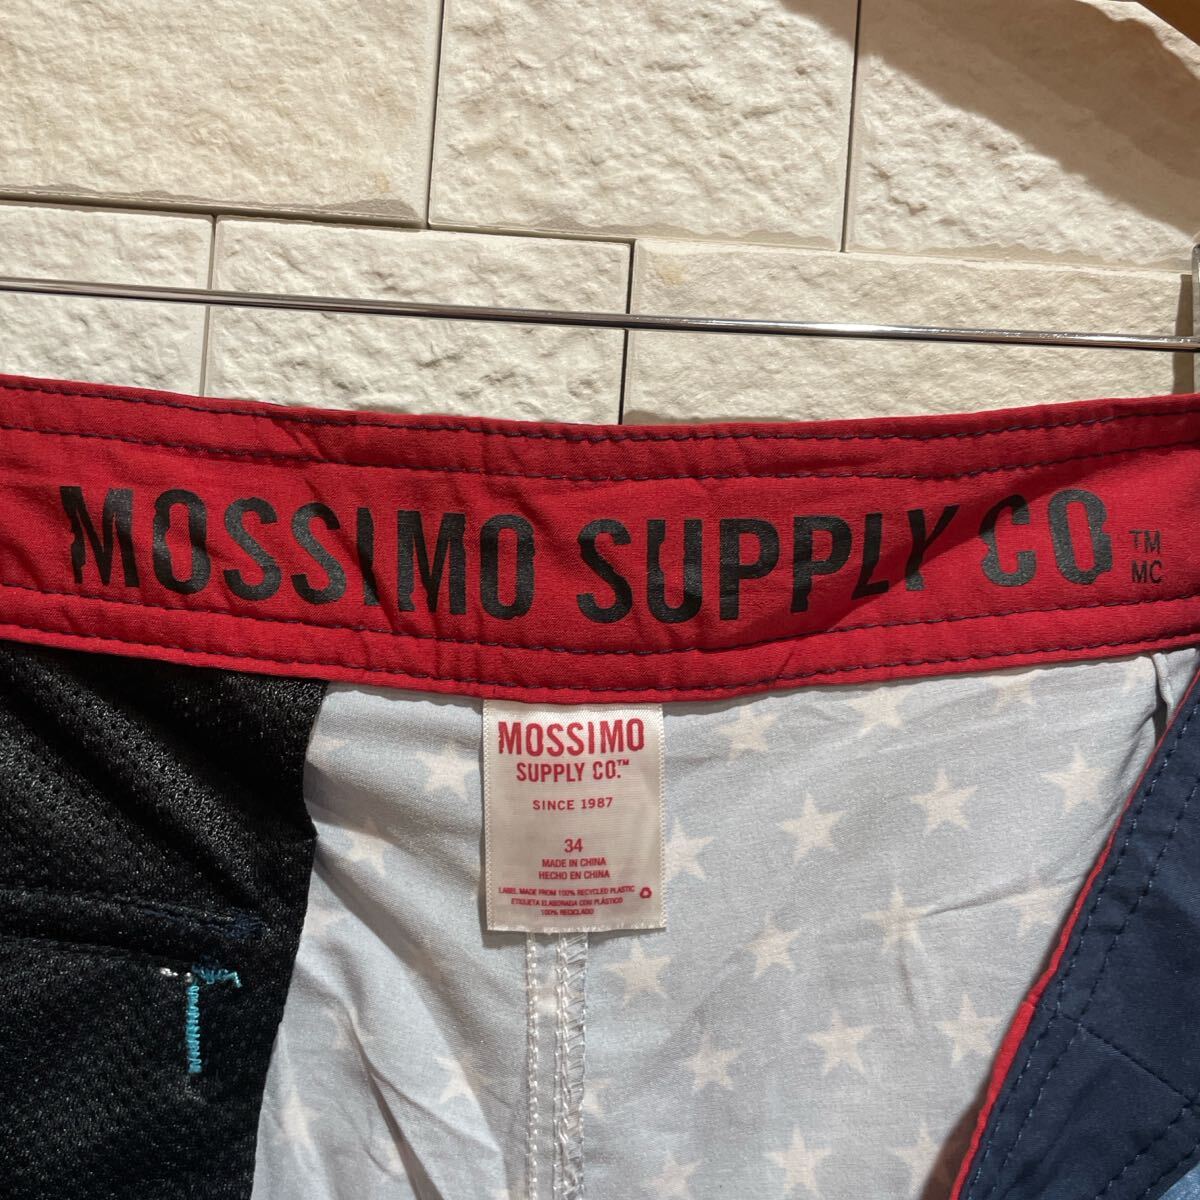 MOSSIMO SUPPLY CO TM
MC
MOSSIMO
SUPPLY CO.™
SINCE 1987
34
MADE IN CHINA
HECHO EN CHINA
LABEL MADE FROM 100% RECYCLED PLASTIC
ETIQUETA ELABORADA CON PLÁSTICO
100% RECICLADO